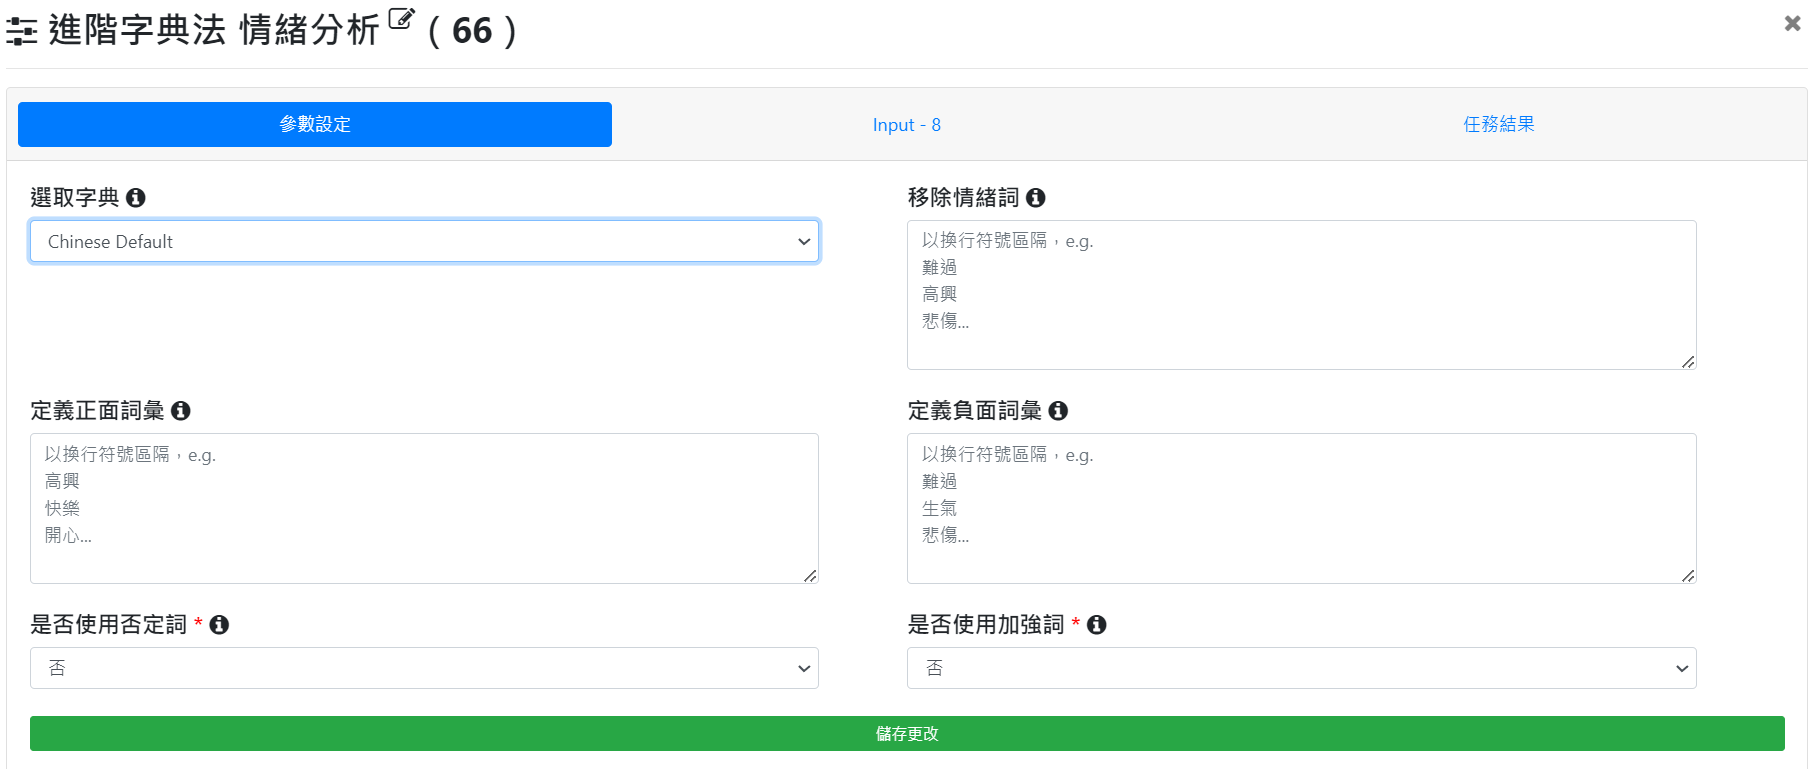 進階字典法 情緒分析 ( 66 )
參數設定
Input - 8
任務結果
選取字典
Chinese Default
移除情緒詞
以換行符號區隔，e.g.
難過
高興
悲傷...
定義正面詞彙
以換行符號區隔，e.g.
高興
快樂
開心...
定義負面詞彙
以換行符號區隔，e.g.
難過
生氣
悲傷...
是否使用否定詞 *
否
是否使用加強詞 *
否
儲存更改